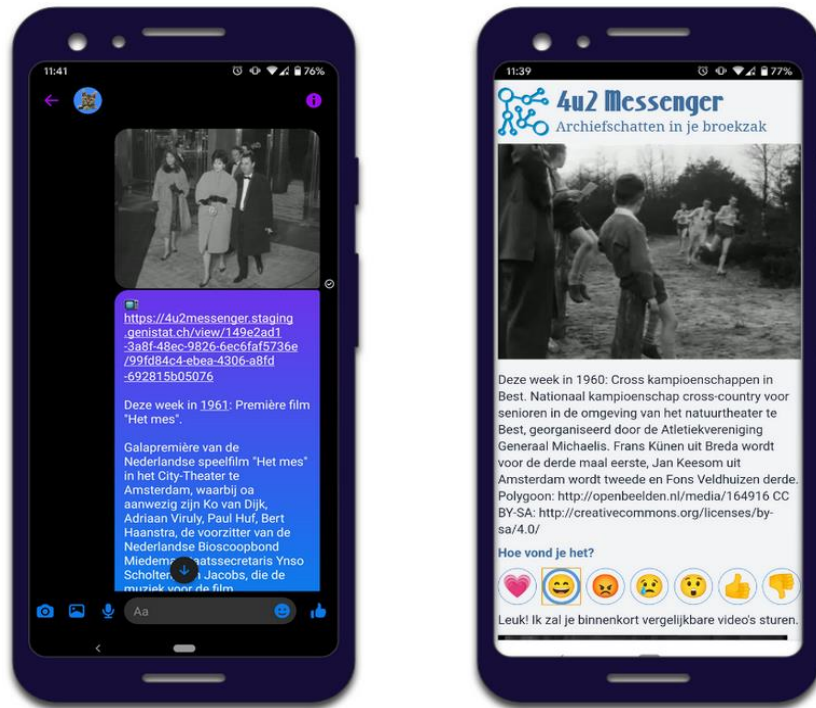 11:41
76%
https://4u2messenger.staging
.genistat.ch/view/149e2ad1
-3a8f-48ec-9826-6ec6faf5736e
/99fd84c4-ebea-4306-a8fd
-692815b05076
Deze week in 1961: Première film
"Het mes".
Galapremière van de
Nederlandse speelfilm "Het mes"
in het City-Theater te
Amsterdam, waarbij oa
aanwezig zijn Ko van Dijk,
Adriaan Viruly, Paul Huf, Bert
Haanstra, de voorzitter van de
Nederlandse Bioscoopbond
Miedema
Jacobs, die de
muziek voor de film
Aa
11:39
77%
4u2 Messenger
Archiefschatten in je broekzak
Deze week in 1960: Cross kampioenschappen in
Best. Nationaal kampioenschap cross-country voor
senioren in de omgeving van het natuurtheater te
Best, georganiseerd door de Atletiekvereniging
Generaal Michaelis. Frans Künen uit Breda wordt
voor de derde maal eerste, Jan Keesom uit
Amsterdam wordt tweede en Fons Veldhuizen derde.
Polygoon: http://openbeelden.nl/media/164916 CC
BY-SA: http://creativecommons.org/licenses/by-
sa/4.0/
Hoe vond je het?
Leuk! Ik zal je binnenkort vergelijkbare video's sturen.